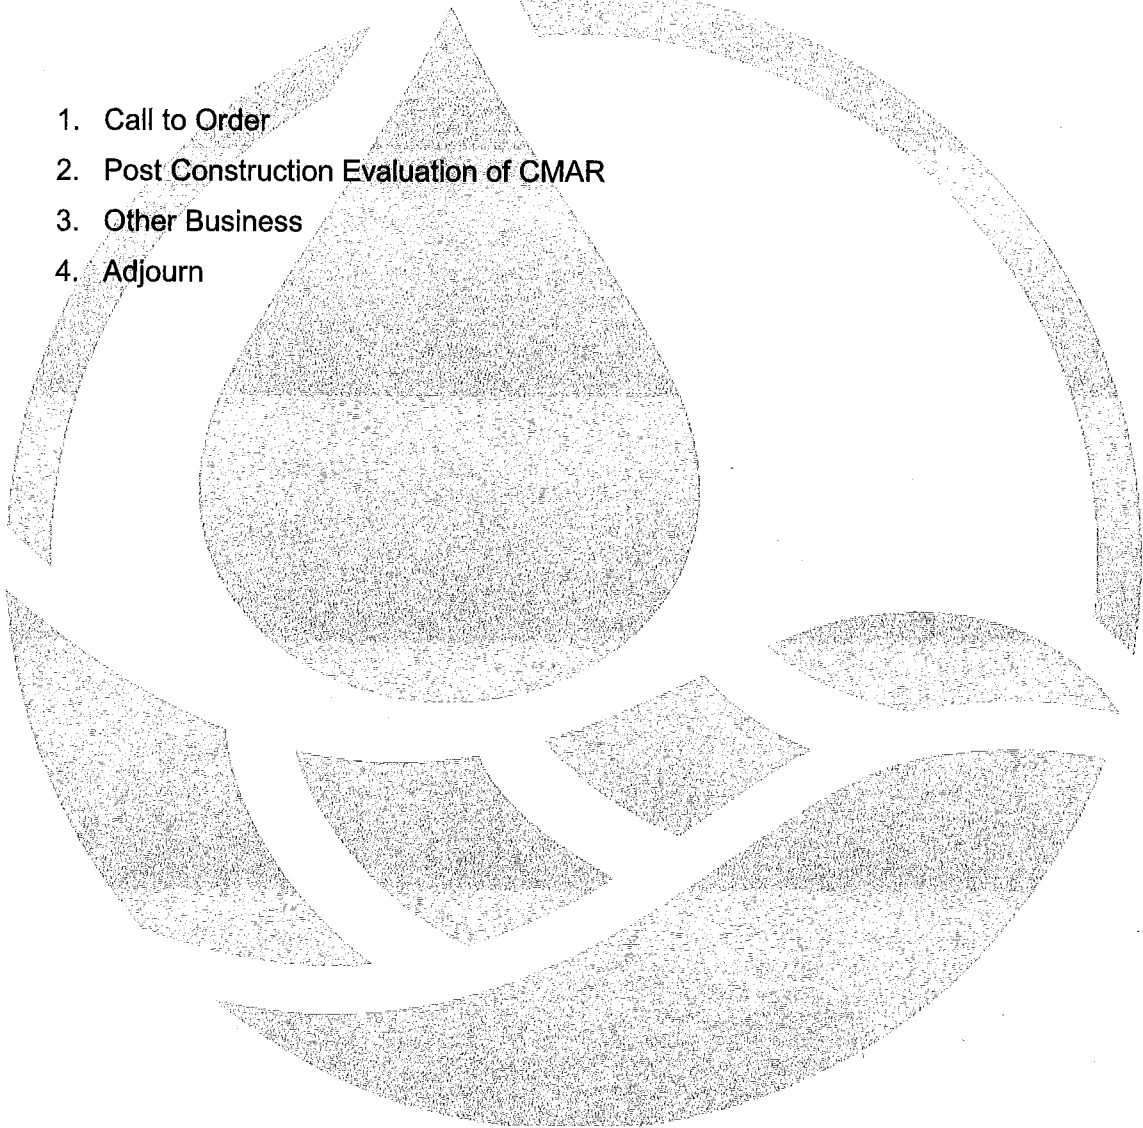 1. Call to Order
2. Post Construction Evaluation of CMAR
3. Other Business
4. Adjourn